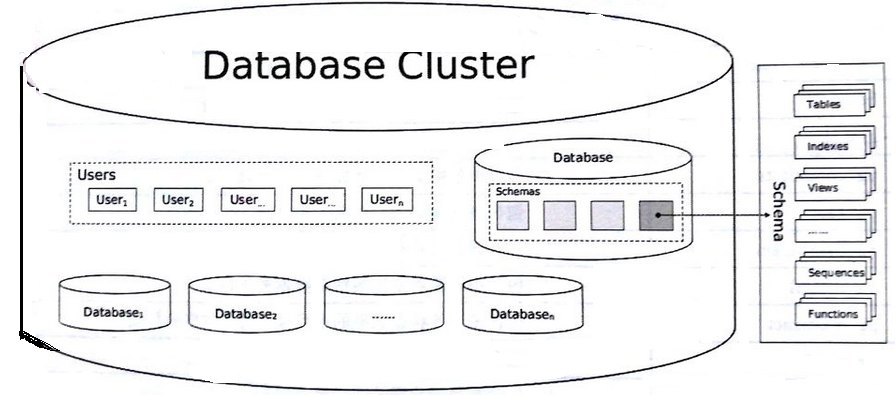 Database Cluster
Users
User₁ User₂ User... User... Userₙ
Database
Schemas
Database₁ Database₂ ...... Databaseₙ
Schema
Tables
Indexes
Views
......
Sequences
Functions